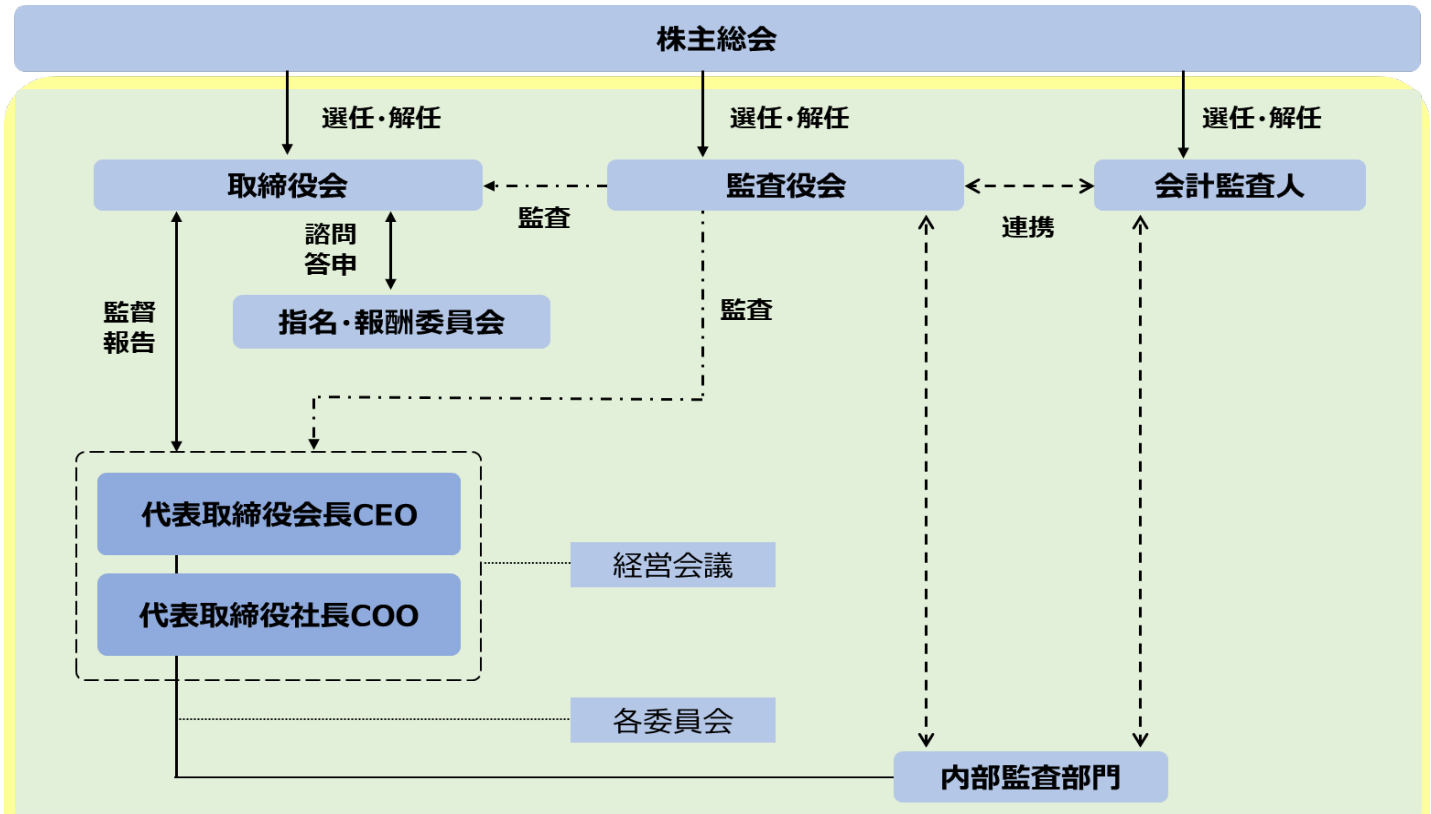 株主総会
選任・解任
選任・解任
選任・解任
取締役会
監査役会
会計監査人
監査
連携
諮問
答申
監督
報告
指名・報酬委員会
監査
代表取締役会長CEO
経営会議
代表取締役社長COO
各委員会
内部監査部門